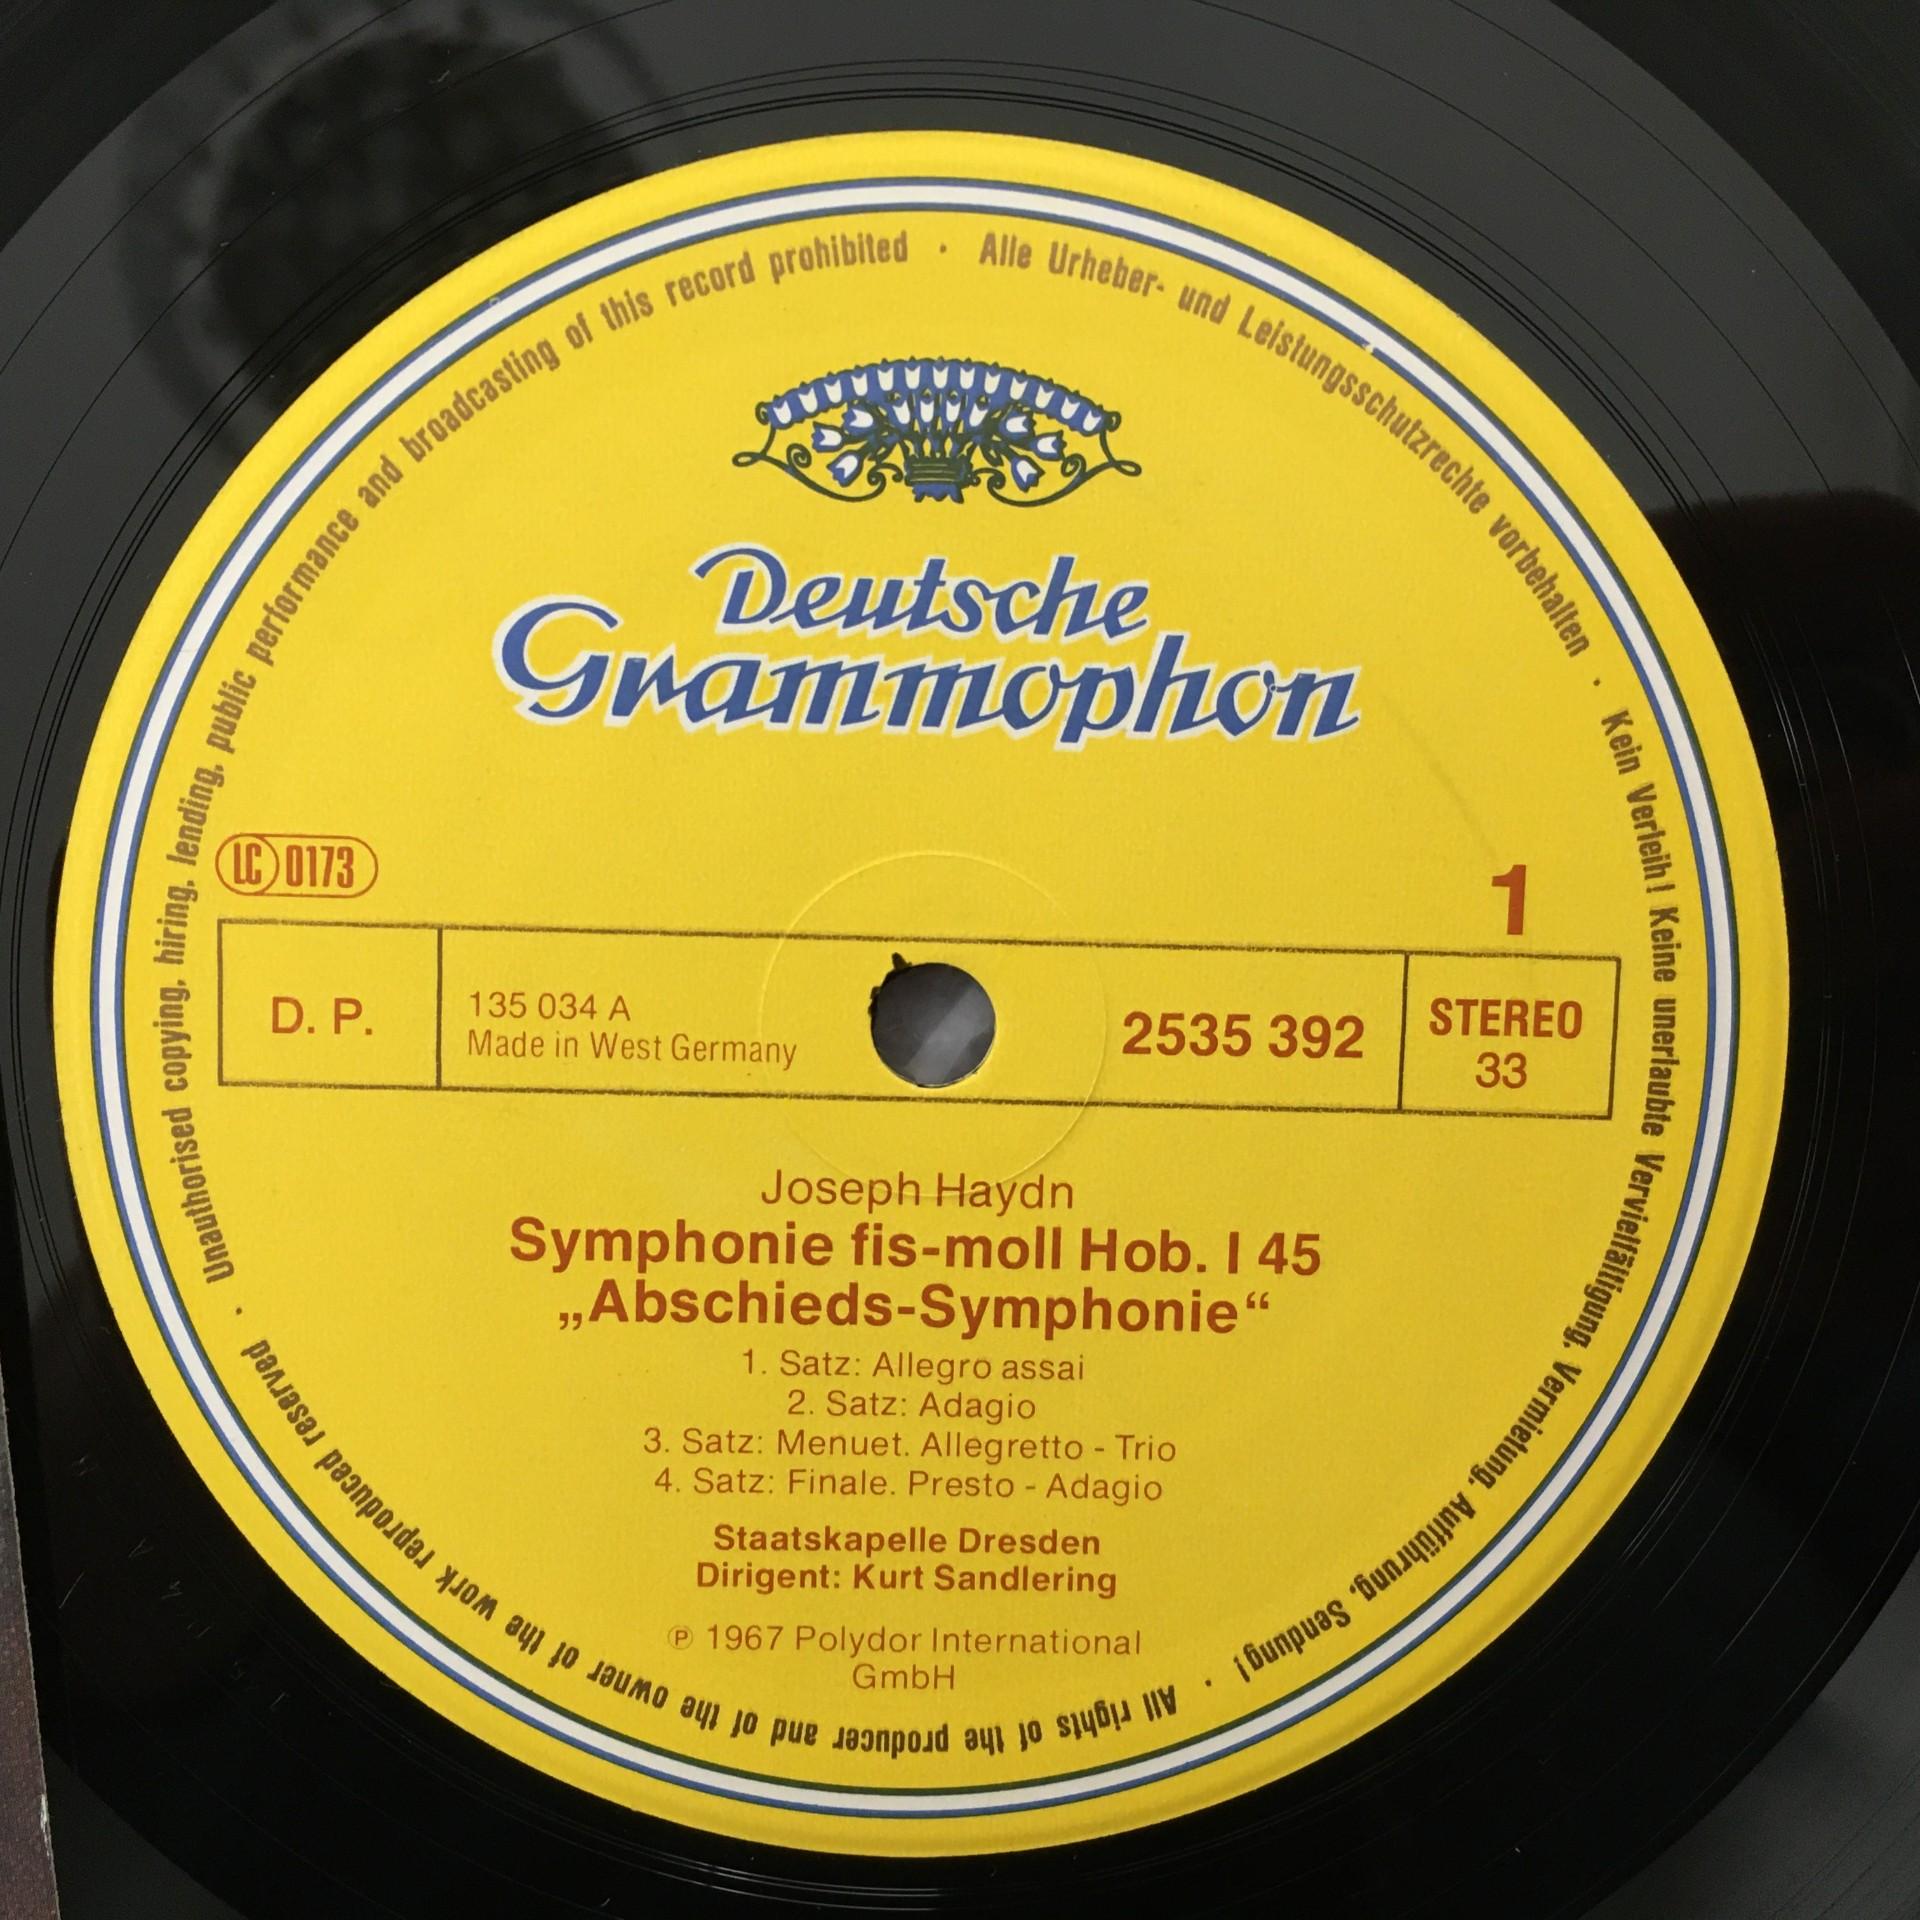 Unauthorised copying, hiring, lending, public performance and broadcasting of this record prohibited · Alle Urheber- und Leistungsschutzrechte vorbehalten · Kein Verleih! Keine unerlaubte Vervielfältigung, Vermietung, Aufführung, Sendung! · All rights of the producer and of the owner of the work reproduced reserved ·
Deutsche
Grammophon
LC 0173
1
D. P.
135 034 A
Made in West Germany
2535 392
STEREO
33
Joseph Haydn
Symphonie fis-moll Hob. I 45
„Abschieds-Symphonie“
1. Satz: Allegro assai
2. Satz: Adagio
3. Satz: Menuet. Allegretto - Trio
4. Satz: Finale. Presto - Adagio
Staatskapelle Dresden
Dirigent: Kurt Sandlering
℗ 1967 Polydor International
GmbH